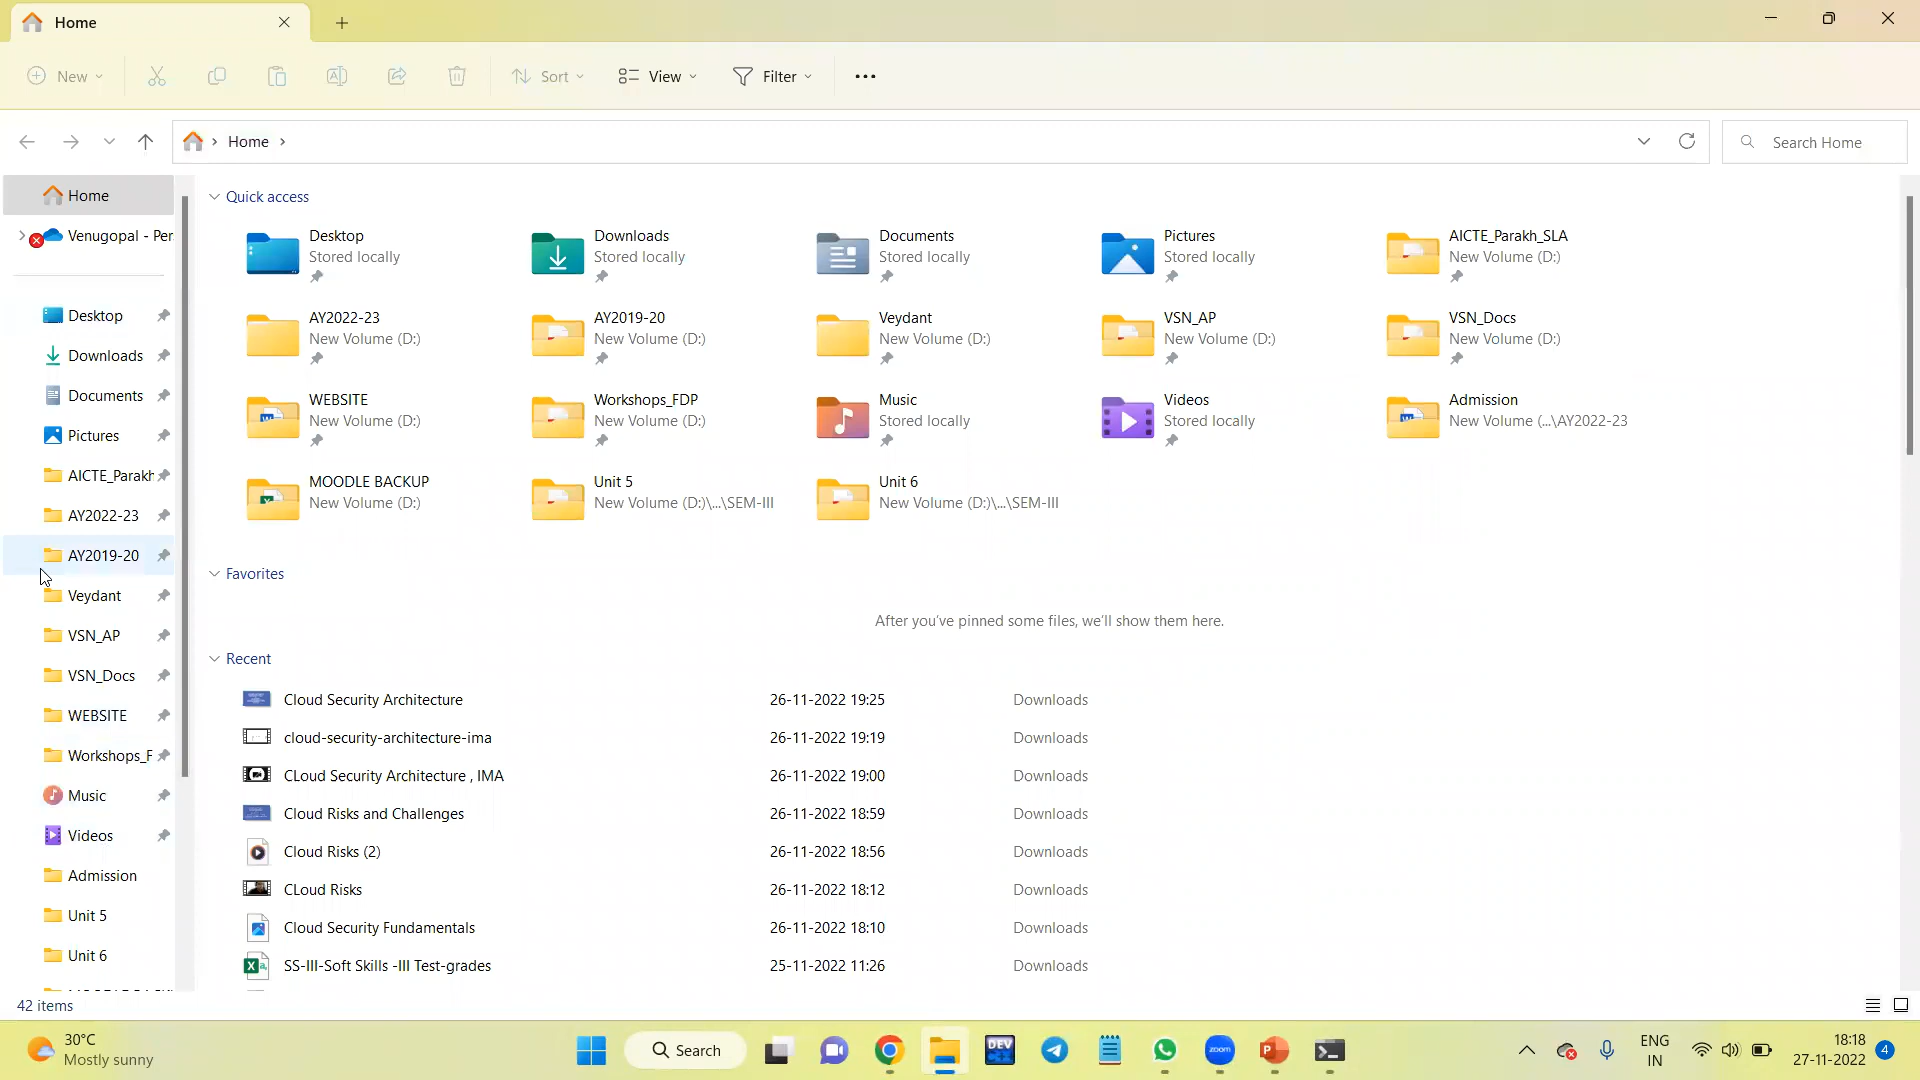 Home
New
Sort
View
Filter
Home
Search Home
Home
Venugopal - Per
Desktop
Downloads
Documents
Pictures
AICTE_Parakh
AY2022-23
AY2019-20
Veydant
VSN_AP
VSN_Docs
WEBSITE
Workshops_F
Music
Videos
Admission
Unit 5
Unit 6
Quick access
Desktop
Stored locally
Downloads
Stored locally
Documents
Stored locally
Pictures
Stored locally
AICTE_Parakh_SLA
New Volume (D:)
AY2022-23
New Volume (D:)
AY2019-20
New Volume (D:)
Veydant
New Volume (D:)
VSN_AP
New Volume (D:)
VSN_Docs
New Volume (D:)
WEBSITE
New Volume (D:)
Workshops_FDP
New Volume (D:)
Music
Stored locally
Videos
Stored locally
Admission
New Volume (...\AY2022-23
MOODLE BACKUP
New Volume (D:)
Unit 5
New Volume (D:)\...\SEM-III
Unit 6
New Volume (D:)\...\SEM-III
Favorites
After you've pinned some files, we'll show them here.
Recent
Cloud Security Architecture 26-11-2022 19:25 Downloads
cloud-security-architecture-ima 26-11-2022 19:19 Downloads
CLoud Security Architecture , IMA 26-11-2022 19:00 Downloads
Cloud Risks and Challenges 26-11-2022 18:59 Downloads
Cloud Risks (2) 26-11-2022 18:56 Downloads
CLoud Risks 26-11-2022 18:12 Downloads
Cloud Security Fundamentals 26-11-2022 18:10 Downloads
SS-III-Soft Skills -III Test-grades 25-11-2022 11:26 Downloads
42 items
30°C
Mostly sunny
Search
DEV
zoom
ENG
IN
18:18
27-11-2022
4